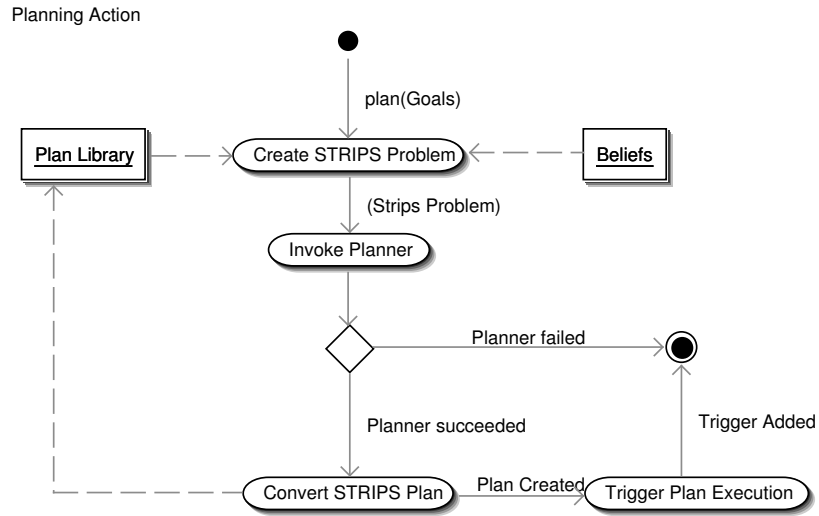 Planning Action
plan(Goals)
Plan Library
Create STRIPS Problem
Beliefs
(Strips Problem)
Invoke Planner
Planner failed
Planner succeeded
Trigger Added
Convert STRIPS Plan
Plan Created
Trigger Plan Execution